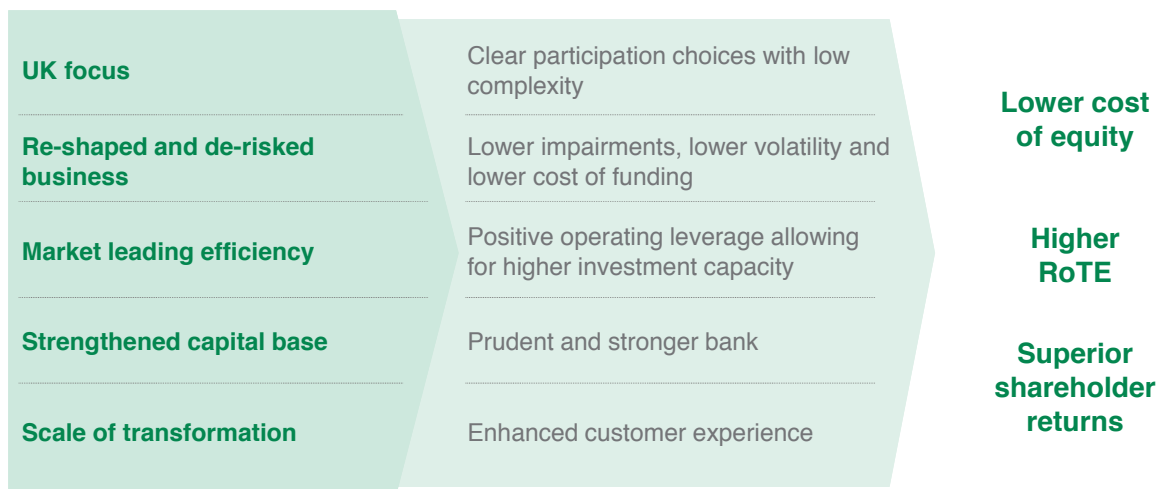 UK focus
Clear participation choices with low
complexity
Re-shaped and de-risked
business
Lower impairments, lower volatility and
lower cost of funding
Market leading efficiency
Positive operating leverage allowing
for higher investment capacity
Strengthened capital base
Prudent and stronger bank
Scale of transformation
Enhanced customer experience
Lower cost
of equity
Higher
RoTE
Superior
shareholder
returns